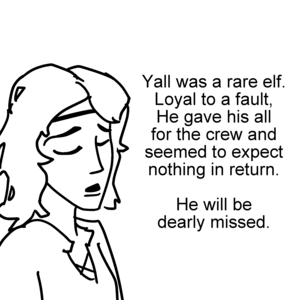 Yall was a rare elf.
Loyal to a fault,
He gave his all
for the crew and
seemed to expect
nothing in return.
He will be
dearly missed.